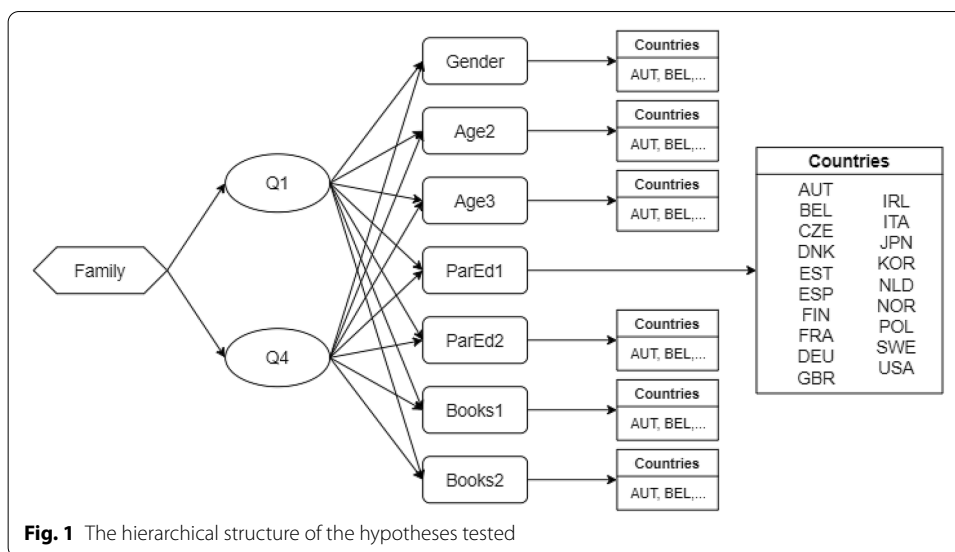 Family
Q1
Q4
Gender
Age2
Age3
ParEd1
ParEd2
Books1
Books2
Countries
AUT, BEL,...
Countries
AUT, BEL,...
Countries
AUT, BEL,...
Countries
AUT, BEL,...
Countries
AUT, BEL,...
Countries
AUT, BEL,...
Countries
AUT
BEL
CZE
DNK
EST
ESP
FIN
FRA
DEU
GBR
IRL
ITA
JPN
KOR
NLD
NOR
POL
SWE
USA
Fig. 1 The hierarchical structure of the hypotheses tested